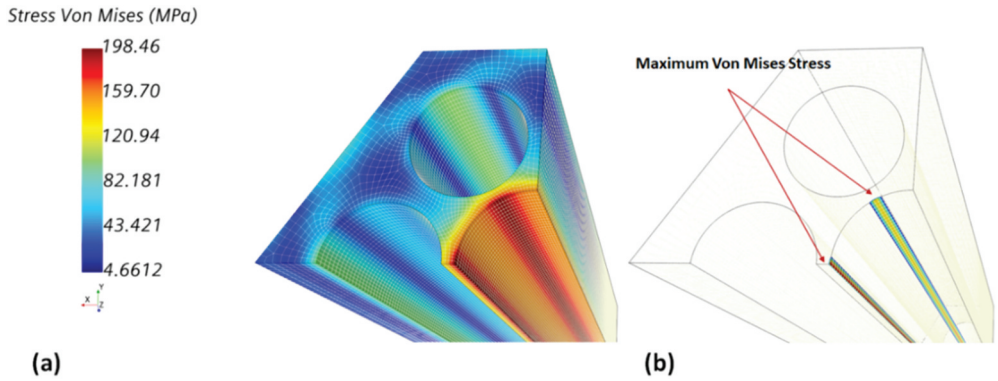 Stress Von Mises (MPa)
198.46
159.70
120.94
82.181
43.421
4.6612
Y
X
Z
(a)
Maximum Von Mises Stress
(b)